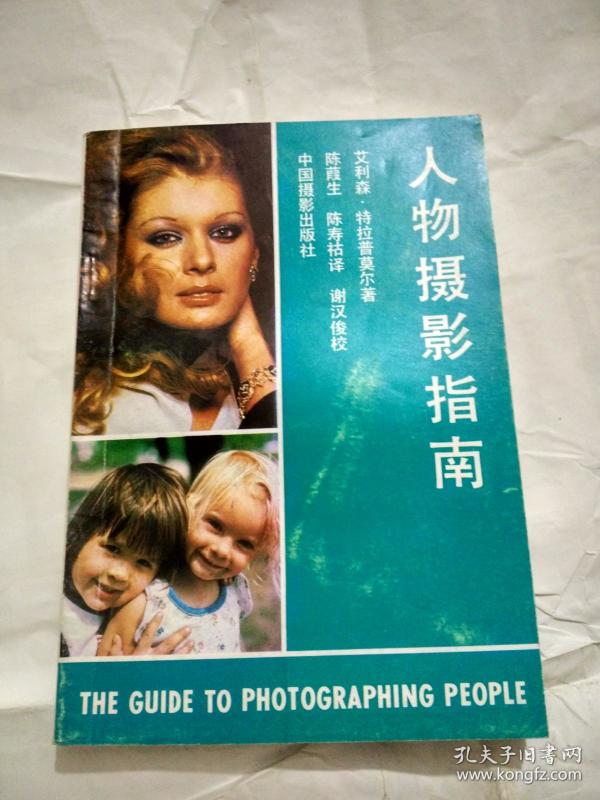 人物摄影指南
艾利森·特拉普莫尔著
陈葭生 陈寿祜译 谢汉俊校
中国摄影出版社
THE GUIDE TO PHOTOGRAPHING PEOPLE
孔夫子旧书网
www.kongfz.com